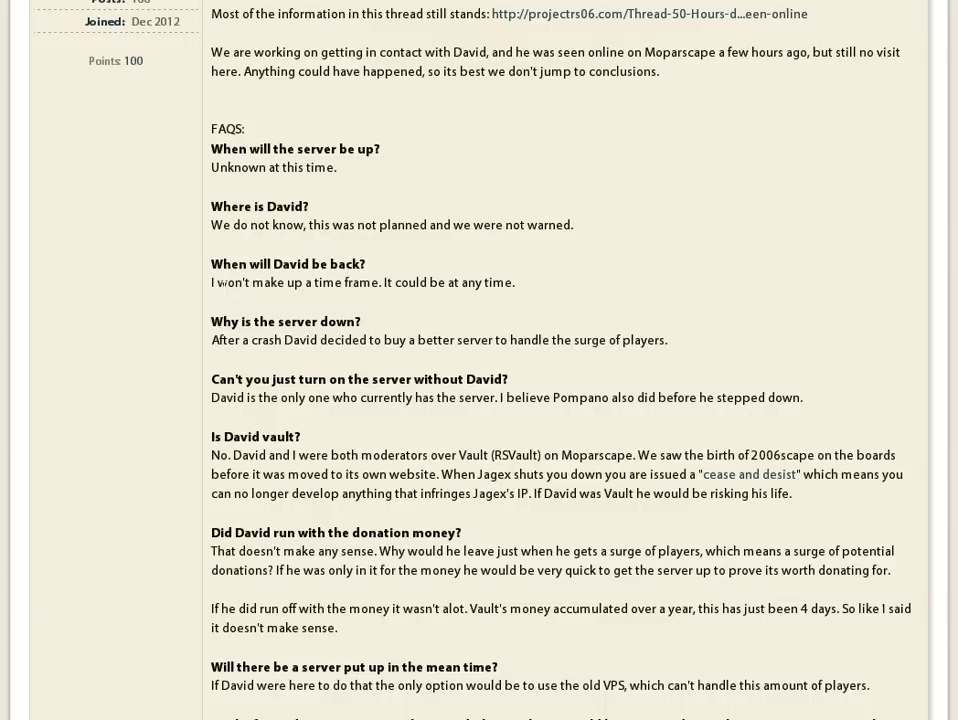 Posts: 100
Joined: Dec 2012
Points: 100
Most of the information in this thread still stands: http://projectrs06.com/Thread-50-Hours-d...een-online
We are working on getting in contact with David, and he was seen online on Moparscape a few hours ago, but still no visit
here. Anything could have happened, so its best we don't jump to conclusions.
FAQS:
When will the server be up?
Unknown at this time.
Where is David?
We do not know, this was not planned and we were not warned.
When will David be back?
I won't make up a time frame. It could be at any time.
Why is the server down?
After a crash David decided to buy a better server to handle the surge of players.
Can't you just turn on the server without David?
David is the only one who currently has the server. I believe Pompano also did before he stepped down.
Is David vault?
No. David and I were both moderators over Vault (RSVault) on Moparscape. We saw the birth of 2006scape on the boards
before it was moved to its own website. When Jagex shuts you down you are issued a "cease and desist" which means you
can no longer develop anything that infringes Jagex's IP. If David was Vault he would be risking his life.
Did David run with the donation money?
That doesn't make any sense. Why would he leave just when he gets a surge of players, which means a surge of potential
donations? If he was only in it for the money he would be very quick to get the server up to prove its worth donating for.
If he did run off with the money it wasn't alot. Vault's money accumulated over a year, this has just been 4 days. So like I said
it doesn't make sense.
Will there be a server put up in the mean time?
If David were here to do that the only option would be to use the old VPS, which can't handle this amount of players.